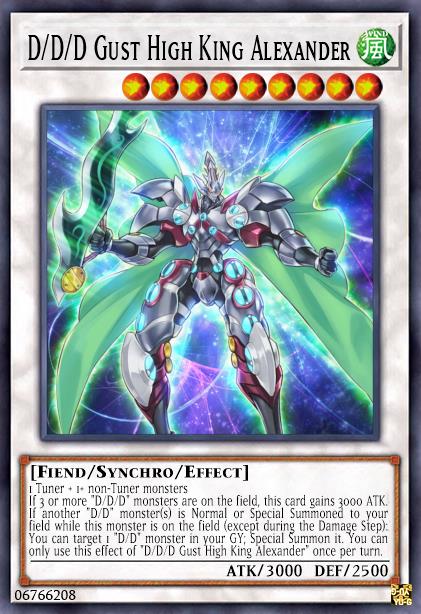 D/D/D Gust High King Alexander
WIND
風
[Fiend/Synchro/Effect]
1 Tuner + 1+ non-Tuner monsters
If 3 or more "D/D/D" monsters are on the field, this card gains 3000 ATK.
If another "D/D" monster(s) is Normal or Special Summoned to your
field while this monster is on the field (except during the Damage Step):
You can target 1 "D/D" monster in your GY; Special Summon it. You can
only use this effect of "D/D/D Gust High King Alexander" once per turn.
ATK/3000 DEF/2500
06766208